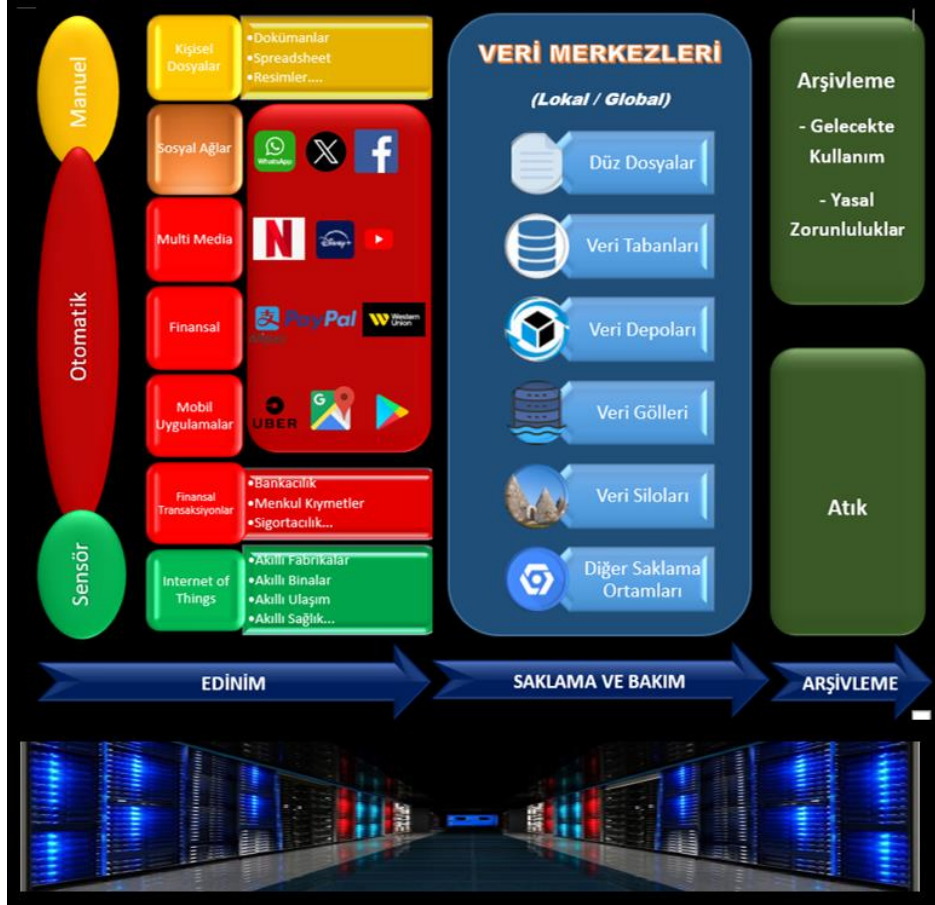 Manuel
Otomatik
Sensör
Kişisel
Dosyalar
•Dokümanlar
•Spreadsheet
•Resimler....
Sosyal Ağlar
WhatsApp
X
f
Multi Media
N
Disney+
Finansal
PayPal
Western
Union
Mobil
Uygulamalar
UBER
G
Finansal
Transaksiyonlar
•Bankacılık
•Menkul Kıymetler
•Sigortacılık...
Internet of
Things
•Akıllı Fabrikalar
•Akıllı Binalar
•Akıllı Ulaşım
•Akıllı Sağlık...
VERİ MERKEZLERİ
(Lokal / Global)
Düz Dosyalar
Veri Tabanları
Veri Depoları
Veri Gölleri
Veri Siloları
Diğer Saklama
Ortamları
Arşivleme
- Gelecekte
Kullanım
- Yasal
Zorunluluklar
Atık
EDİNİM
SAKLAMA VE BAKIM
ARŞİVLEME